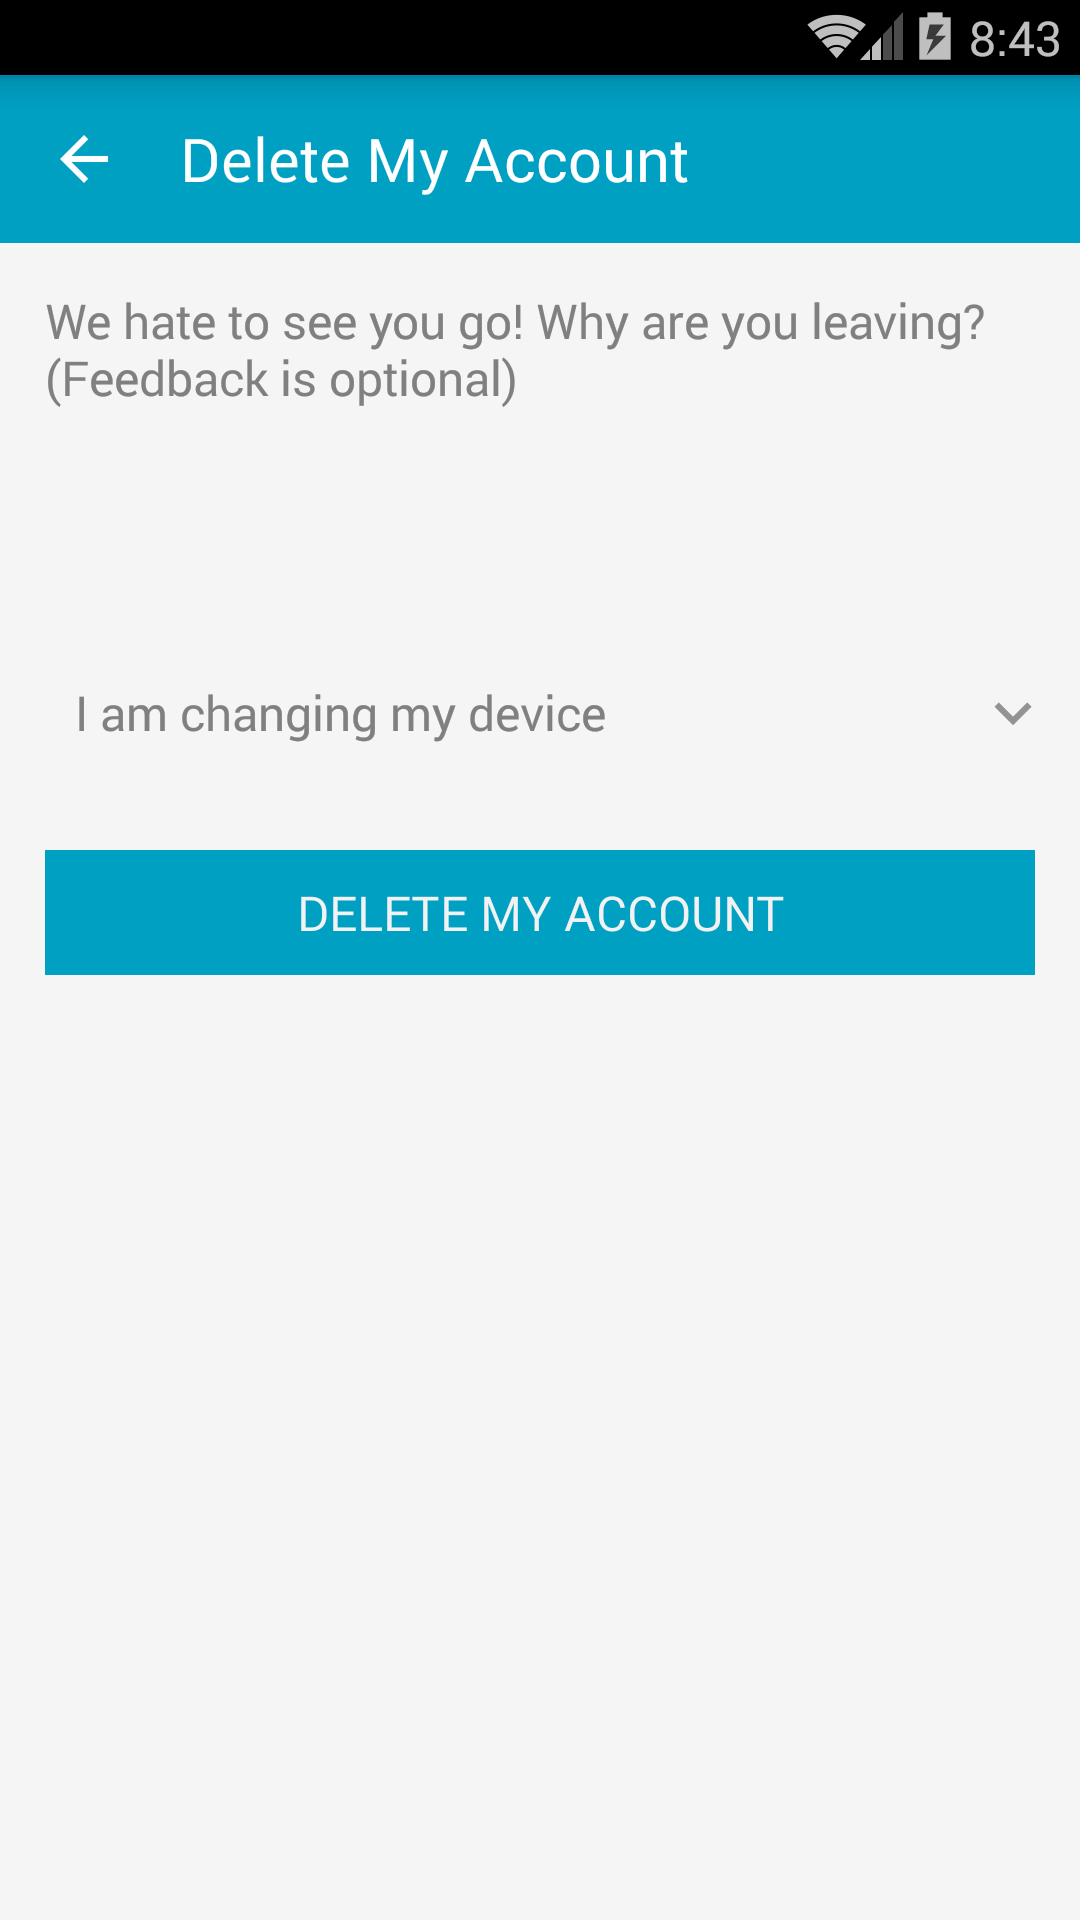 8:43
Delete My Account
We hate to see you go! Why are you leaving?
(Feedback is optional)
I am changing my device
DELETE MY ACCOUNT